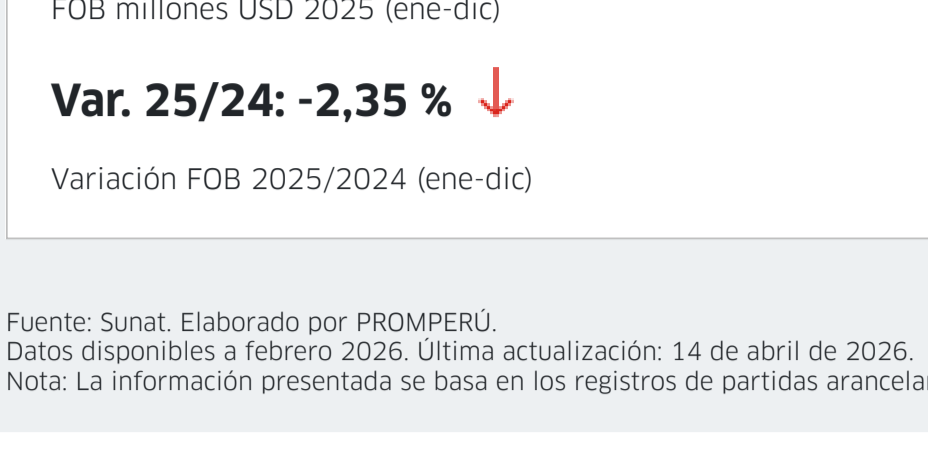 FOB millones USD 2025 (ene-dic)
Var. 25/24: -2,35 %
Variación FOB 2025/2024 (ene-dic)
Fuente: Sunat. Elaborado por PROMPERÚ.
Datos disponibles a febrero 2026. Última actualización: 14 de abril de 2026.
Nota: La información presentada se basa en los registros de partidas